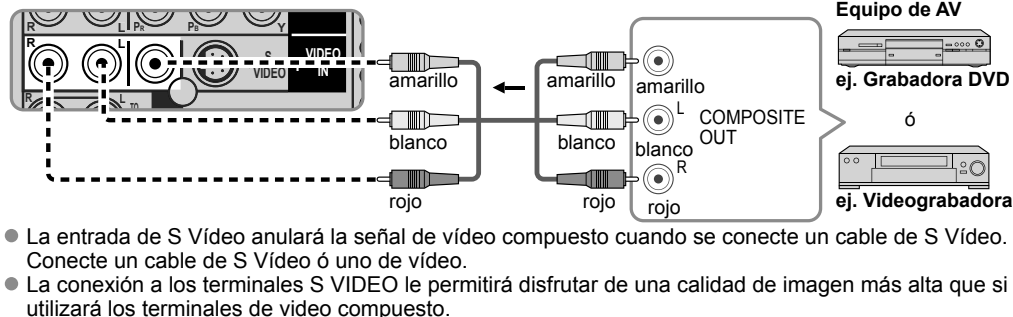 Equipo de AV
R L PR PB Y
R L S VIDEO VIDEO IN
R L TO
amarillo amarillo amarillo
ej. Grabadora DVD
L COMPOSITE OUT
ó
blanco blanco blanco
R
rojo rojo rojo
ej. Videograbadora
La entrada de S Vídeo anulará la señal de vídeo compuesto cuando se conecte un cable de S Vídeo.
Conecte un cable de S Vídeo ó uno de vídeo.
La conexión a los terminales S VIDEO le permitirá disfrutar de una calidad de imagen más alta que si
utilizará los terminales de video compuesto.